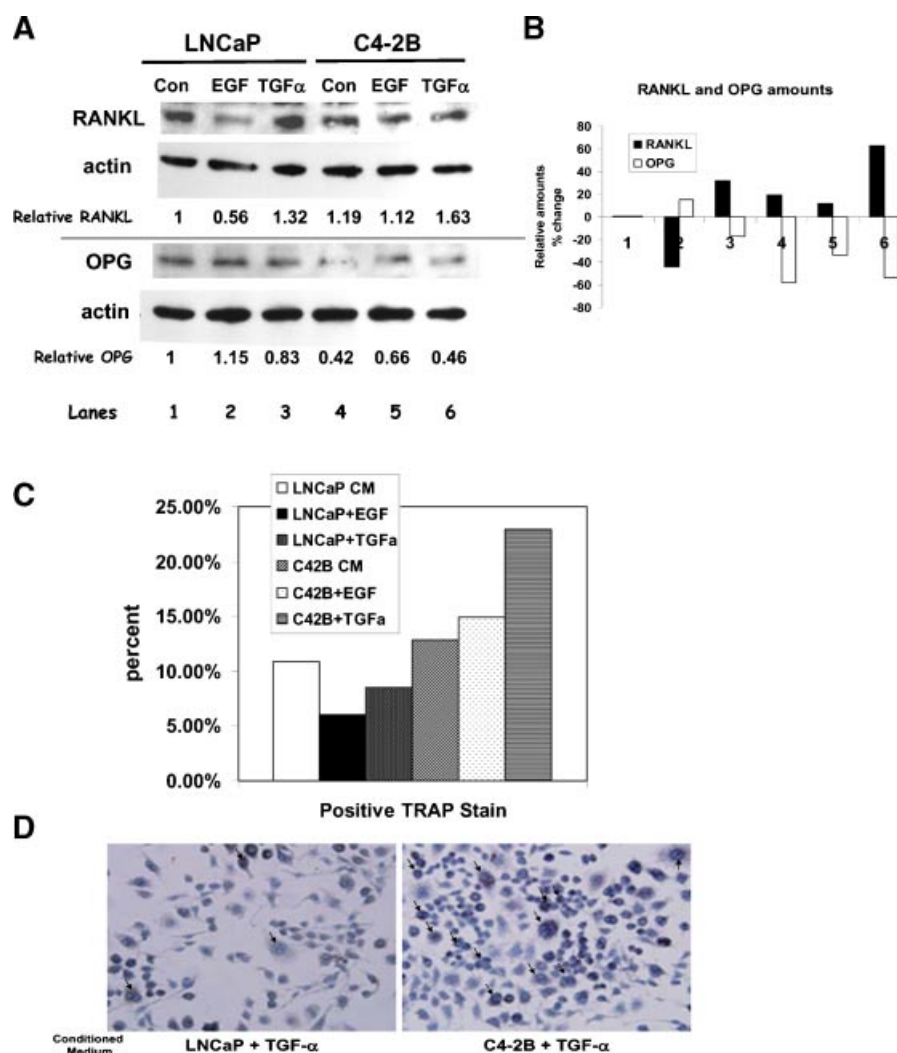 A
LNCaP C4-2B
Con EGF TGFα Con EGF TGFα
RANKL
actin
Relative RANKL 1 0.56 1.32 1.19 1.12 1.63
OPG
actin
Relative OPG 1 1.15 0.83 0.42 0.66 0.46
Lanes 1 2 3 4 5 6
B
RANKL and OPG amounts
Relative amounts
% change
80
60
40
20
0
-20
-40
-60
-80
RANKL
OPG
1 2 3 4 5 6
C
percent
25.00%
20.00%
15.00%
10.00%
5.00%
0.00%
LNCaP CM
LNCaP+EGF
LNCaP+TGFa
C42B CM
C42B+EGF
C42B+TGFa
Positive TRAP Stain
D
Conditioned
Medium
LNCaP + TGF-α C4-2B + TGF-α